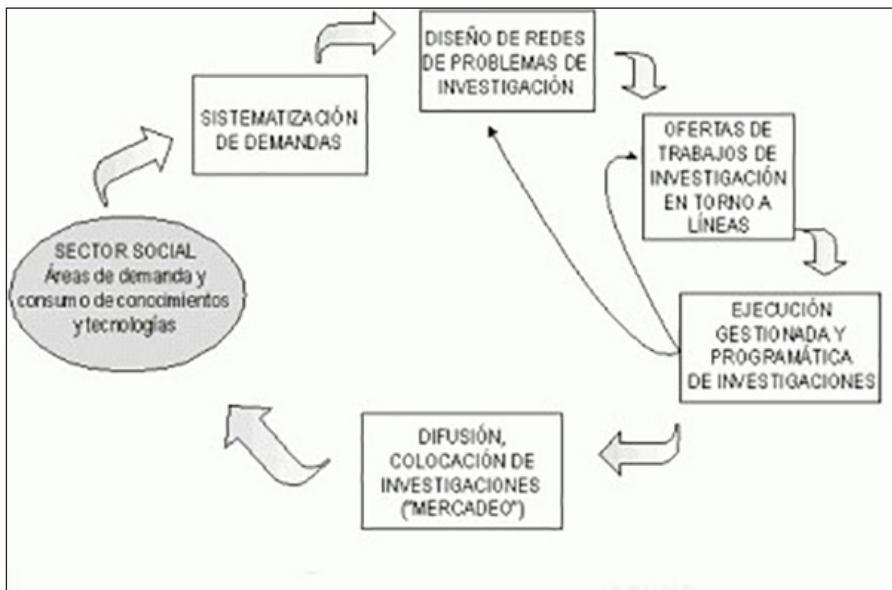 DISEÑO DE REDES
DE PROBLEMAS DE
INVESTIGACIÓN
SISTEMATIZACIÓN
DE DEMANDAS
OFERTAS DE
TRABAJOS DE
INVESTIGACIÓN
EN TORNO A
LÍNEAS
SECTOR SOCIAL
Áreas de demanda y
consumo de conocimientos
y tecnologías
EJECUCIÓN
GESTIONADA Y
PROGRAMÁTICA
DE INVESTIGACIONES
DIFUSIÓN,
COLOCACIÓN DE
INVESTIGACIONES
("MERCADEO")